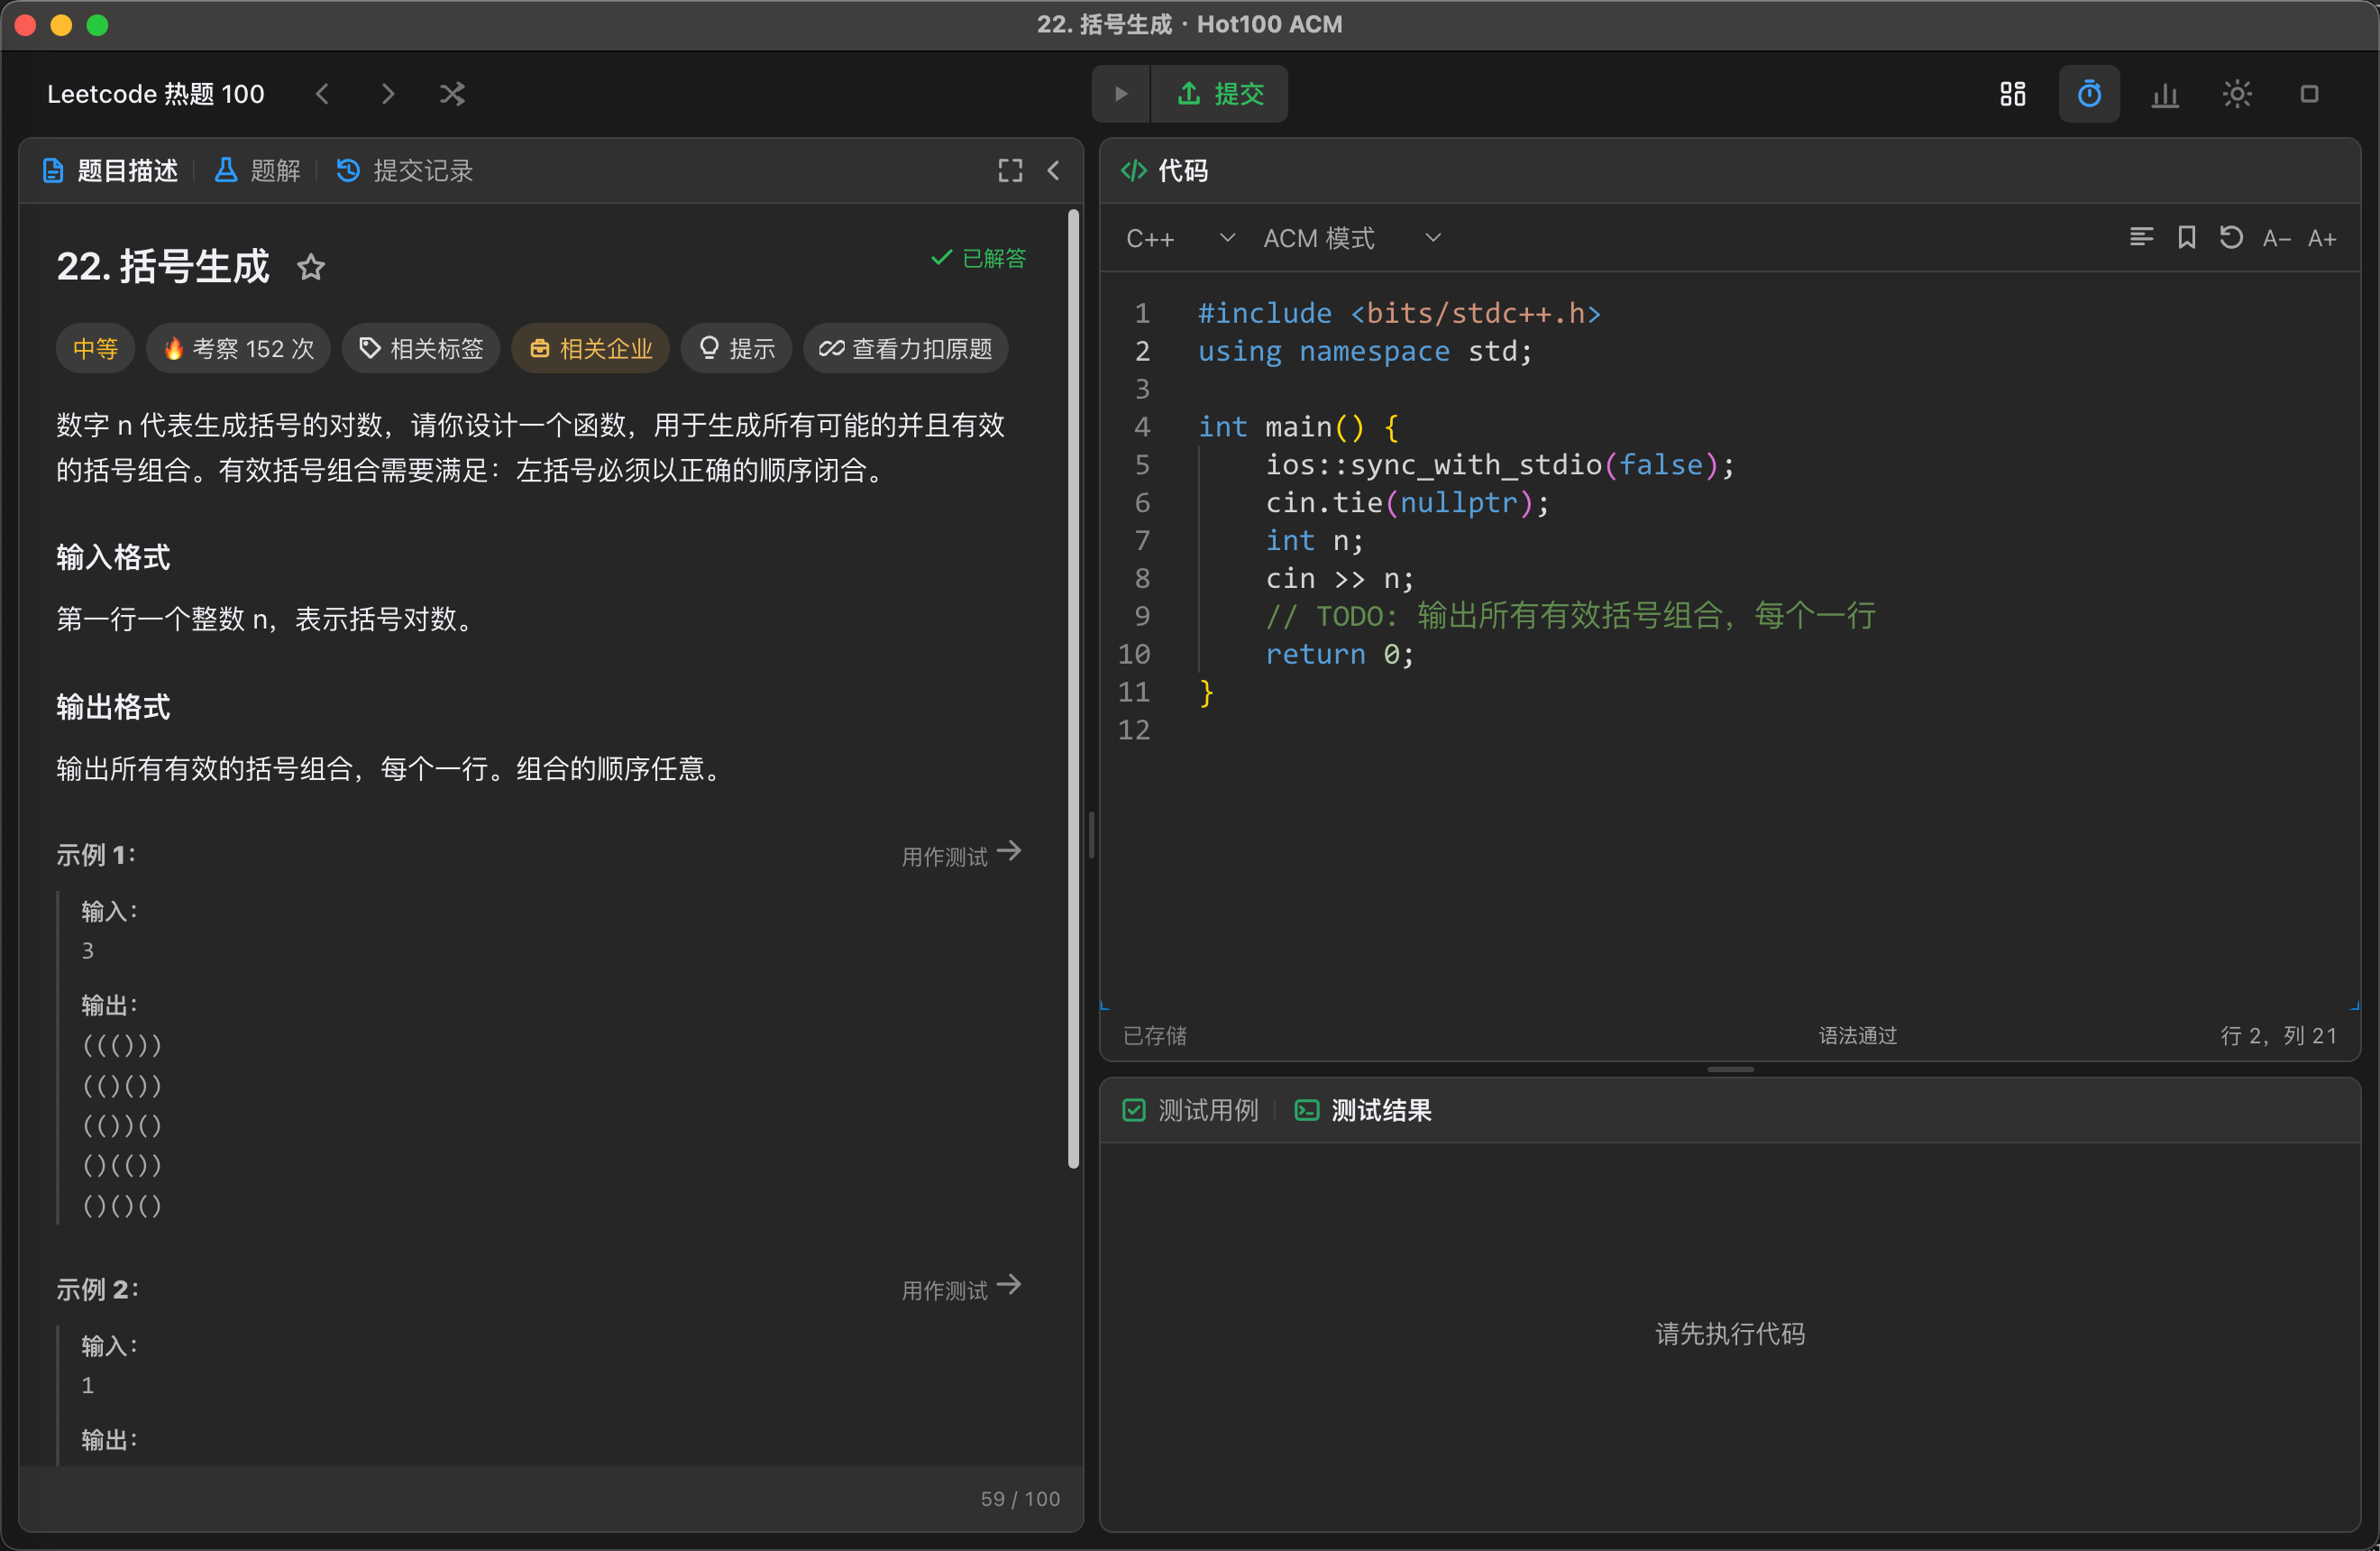 22. 括号生成 · Hot100 ACM
Leetcode 热题 100
提交
题目描述
题解
提交记录
22. 括号生成
已解答
中等
考察 152 次
相关标签
相关企业
提示
查看力扣原题
数字 n 代表生成括号的对数，请你设计一个函数，用于生成所有可能的并且有效
的括号组合。有效括号组合需要满足：左括号必须以正确的顺序闭合。
输入格式
第一行一个整数 n，表示括号对数。
输出格式
输出所有有效的括号组合，每个一行。组合的顺序任意。
示例 1：
用作测试
输入：
3
输出：
((()))
(()())
(())()
()(())
()()()
示例 2：
用作测试
输入：
1
输出：
59 / 100
代码
C++
ACM 模式
A−
A+
1 #include <bits/stdc++.h>
2 using namespace std;
3
4 int main() {
5     ios::sync_with_stdio(false);
6     cin.tie(nullptr);
7     int n;
8     cin >> n;
9     // TODO: 输出所有有效括号组合，每个一行
10     return 0;
11 }
12
已存储
语法通过
行 2，列 21
测试用例
测试结果
请先执行代码